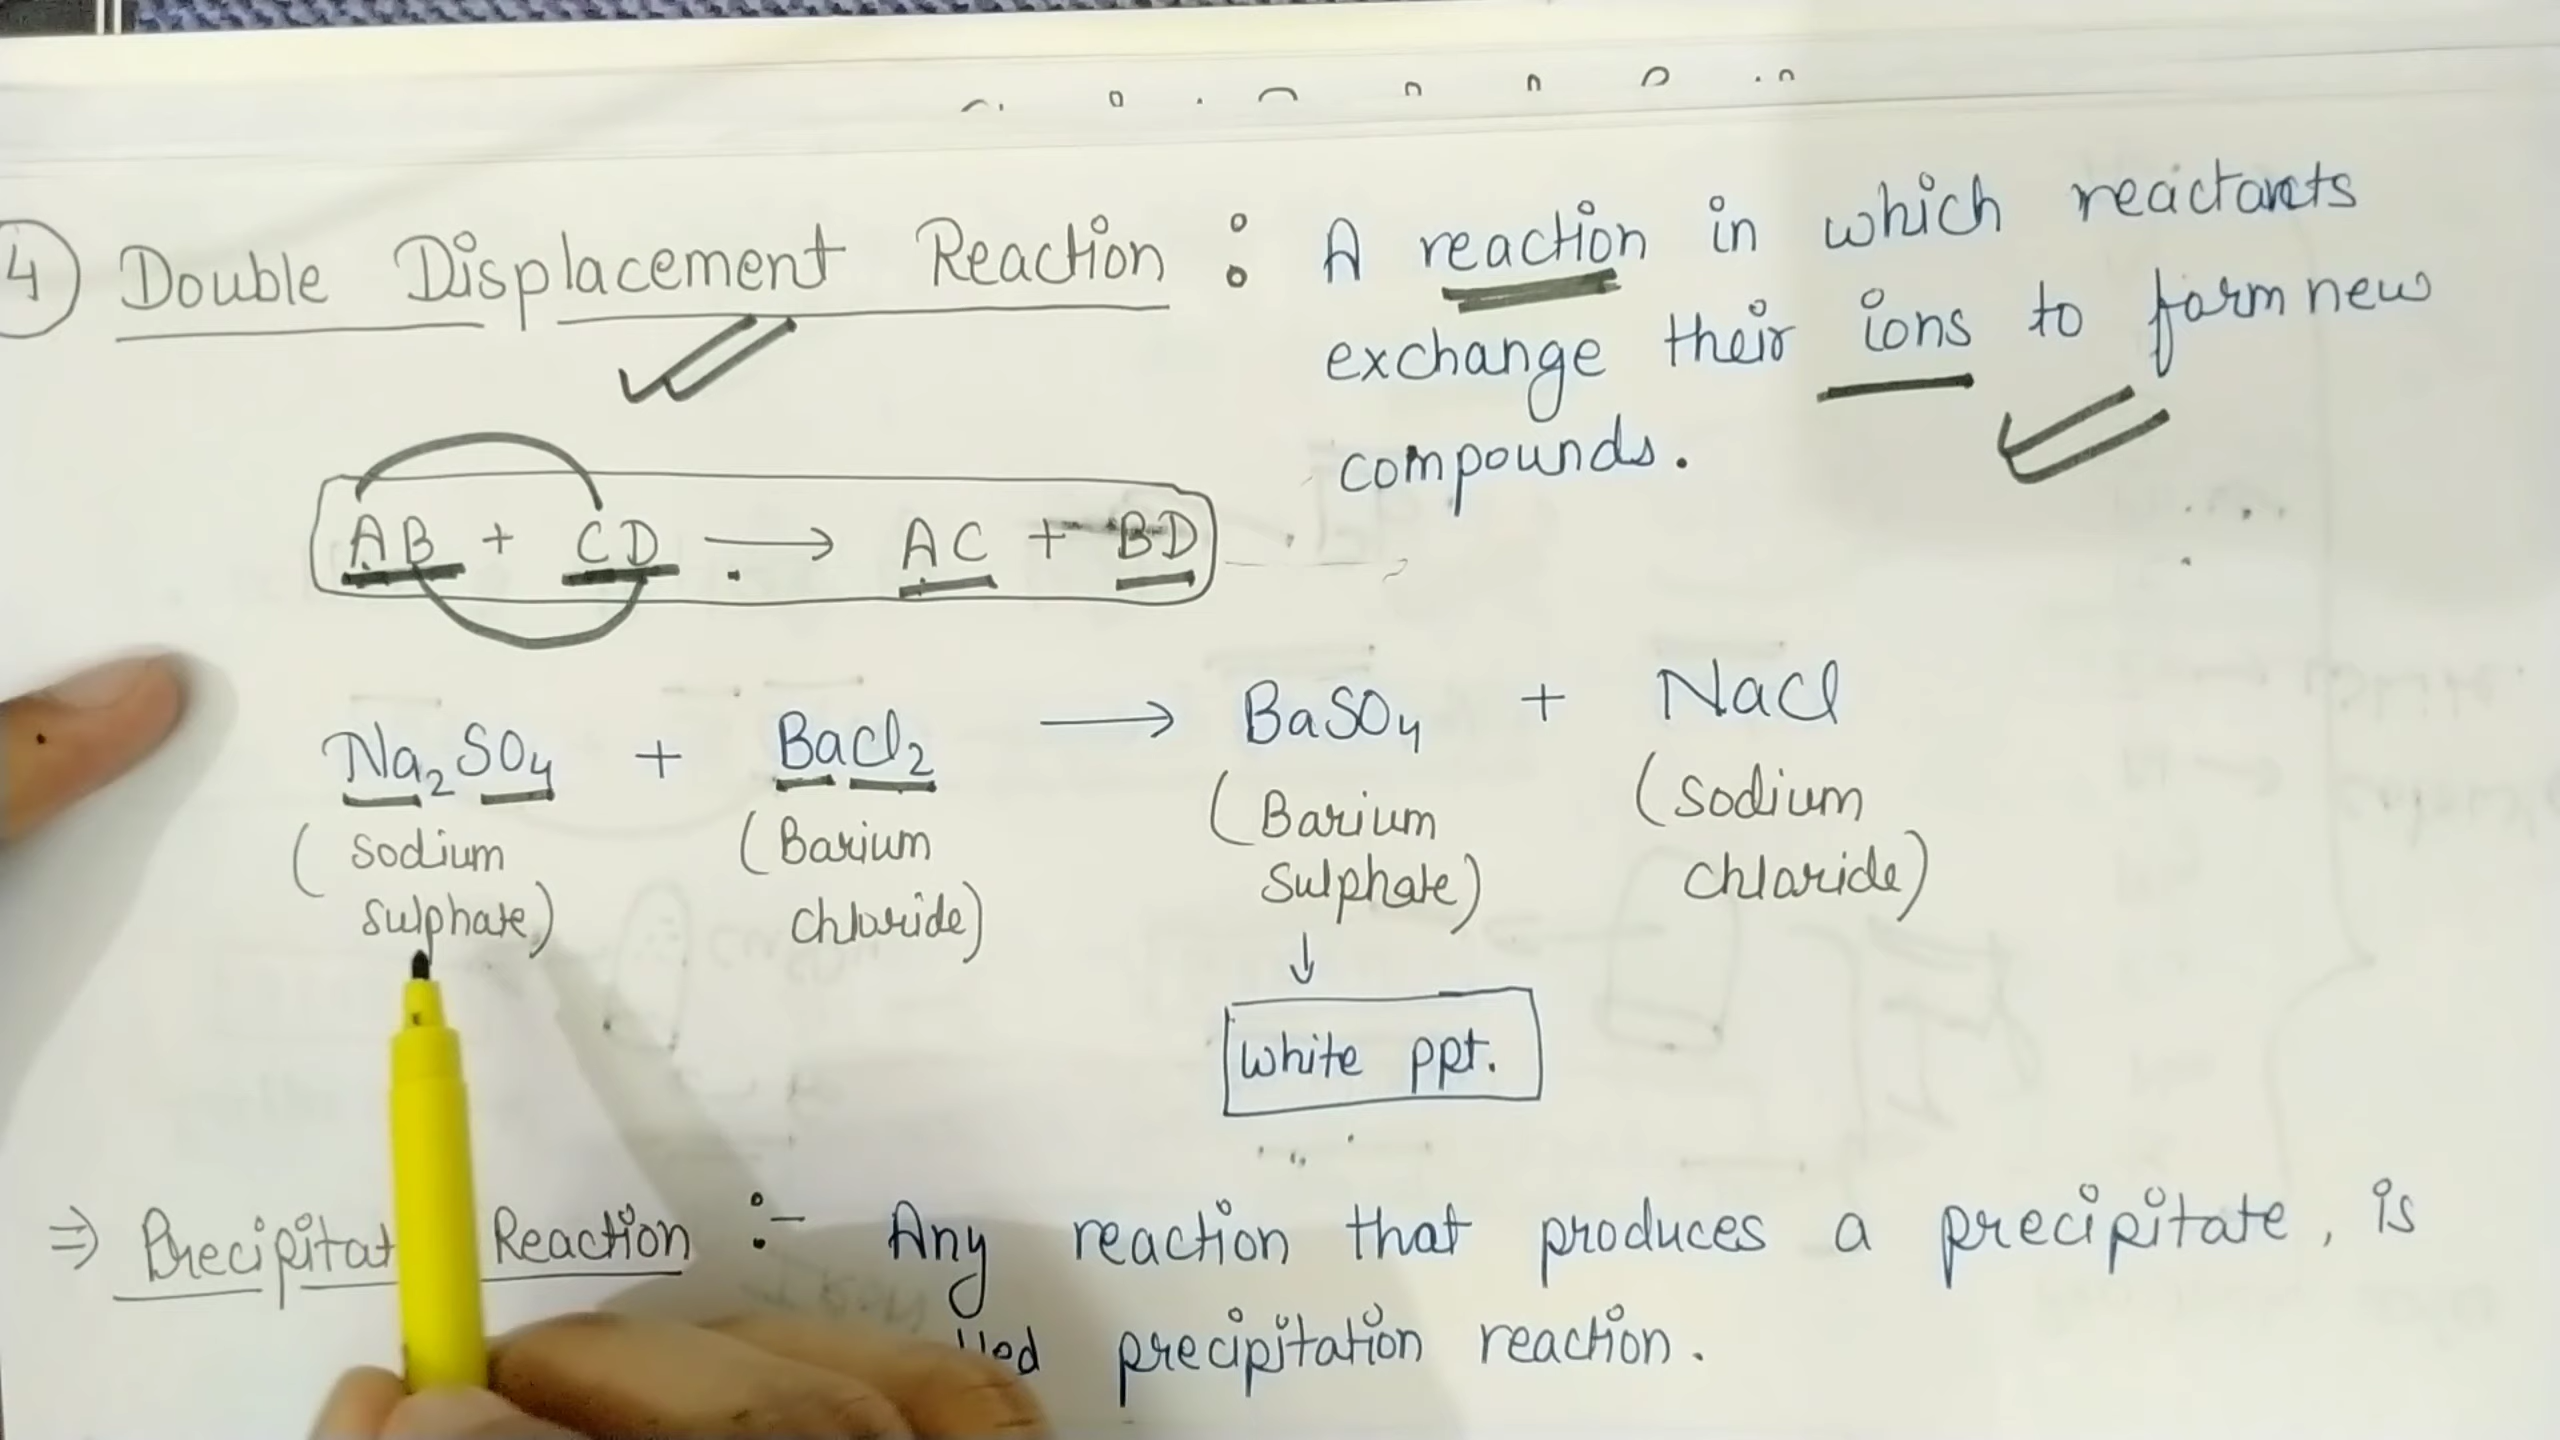 4 Double Displacement Reaction : A reaction in which reactants
exchange their ions to form new
compounds.
AB + CD → AC + BD
Na₂SO₄ + BaCl₂ → BaSO₄ + NaCl
(Sodium sulphate) (Barium chloride) (Barium sulphate) (Sodium chloride)
↓
white ppt.
⇒ Precipitat Reaction :- Any reaction that produces a precipitate, is
lled precipitation reaction.